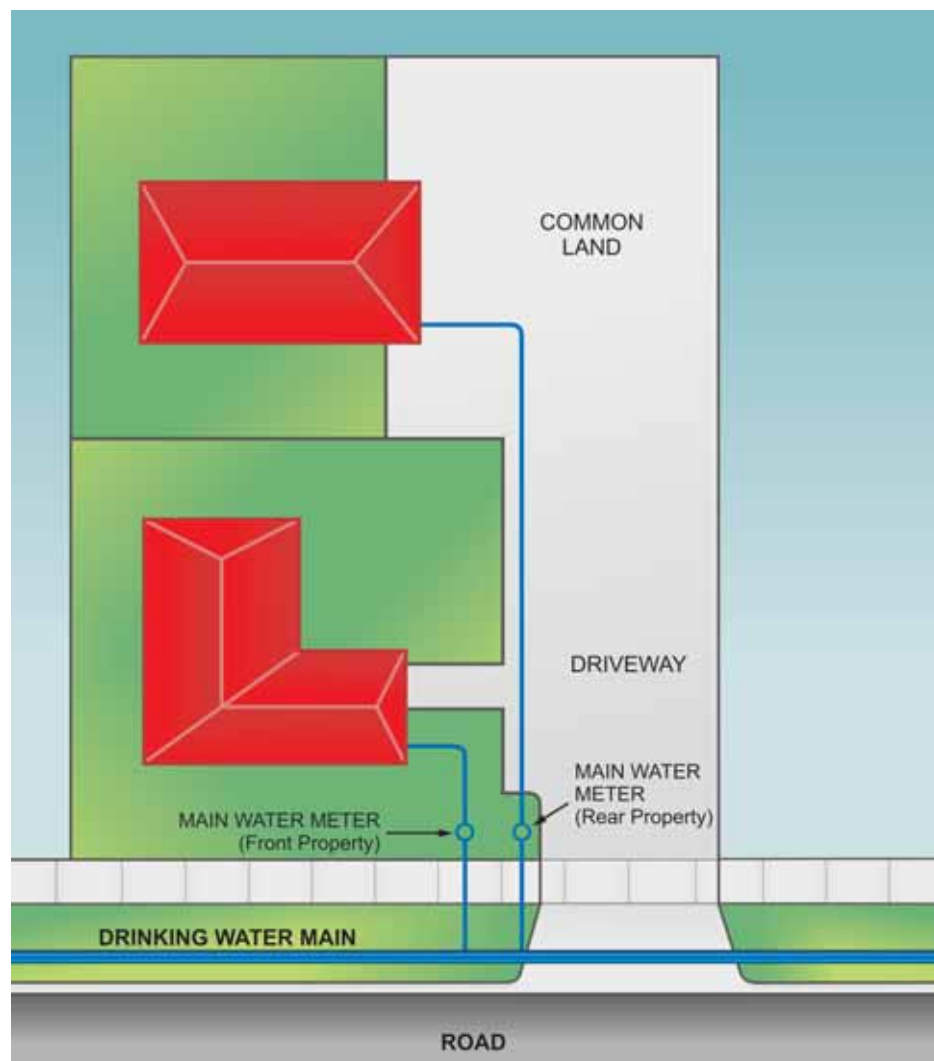 COMMON
LAND
DRIVEWAY
MAIN WATER
METER
(Rear Property)
MAIN WATER METER
(Front Property)
DRINKING WATER MAIN
ROAD